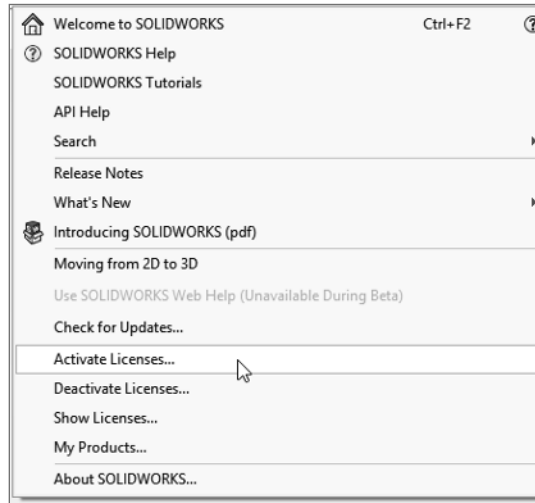 Welcome to SOLIDWORKS Ctrl+F2
SOLIDWORKS Help
SOLIDWORKS Tutorials
API Help
Search
Release Notes
What's New
Introducing SOLIDWORKS (pdf)
Moving from 2D to 3D
Use SOLIDWORKS Web Help (Unavailable During Beta)
Check for Updates...
Activate Licenses...
Deactivate Licenses...
Show Licenses...
My Products...
About SOLIDWORKS...